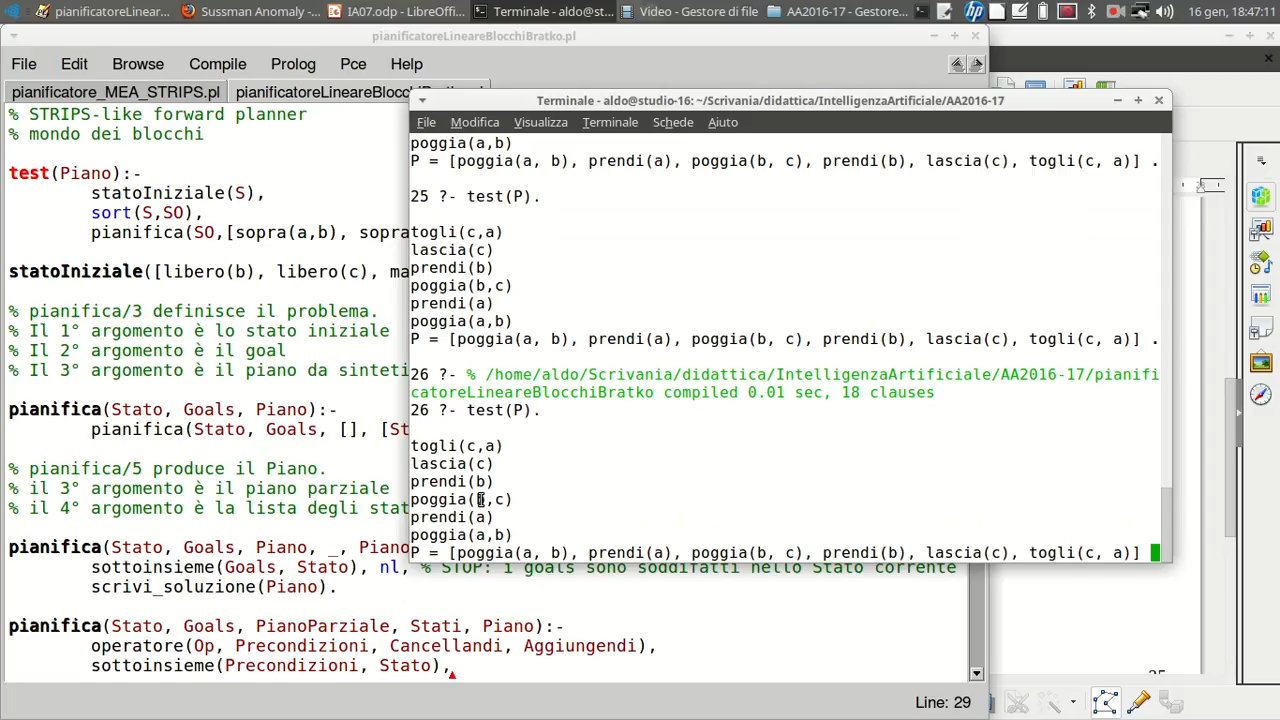 pianificatoreLinear...
Sussman Anomaly -...
IA07.odp - LibreOffi...
Terminale - aldo@st...
Video - Gestore di file
AA2016-17 - Gestore...
16 gen, 18:47:11
pianificatoreLineareBlocchiBratko.pl
File Edit Browse Compile Prolog Pce Help
pianificatore_MEA_STRIPS.pl
pianificatoreLineareBlocchi
% STRIPS-like forward planner
% mondo dei blocchi
test(Piano):-
statoIniziale(S),
sort(S,SO),
pianifica(SO,[sopra(a,b), sopra
statoIniziale([libero(b), libero(c), ma
% pianifica/3 definisce il problema.
% Il 1° argomento è lo stato iniziale
% Il 2° argomento è il goal
% Il 3° argomento è il piano da sinteti
pianifica(Stato, Goals, Piano):-
pianifica(Stato, Goals, [], [St
% pianifica/5 produce il Piano.
% il 3° argomento è il piano parziale
% il 4° argomento è la lista degli stat
pianifica(Stato, Goals, Piano, _, Piano
sottoinsieme(Goals, Stato), nl, % STOP: i goals sono soddifatti nello Stato corrente
scrivi_soluzione(Piano).
pianifica(Stato, Goals, PianoParziale, Stati, Piano):-
operatore(Op, Precondizioni, Cancellandi, Aggiungendi),
sottoinsieme(Precondizioni, Stato),
Line: 29
Terminale - aldo@studio-16: ~/Scrivania/didattica/IntelligenzaArtificiale/AA2016-17
File Modifica Visualizza Terminale Schede Aiuto
poggia(a,b)
P = [poggia(a, b), prendi(a), poggia(b, c), prendi(b), lascia(c), togli(c, a)] .
25 ?- test(P).
togli(c,a)
lascia(c)
prendi(b)
poggia(b,c)
prendi(a)
poggia(a,b)
P = [poggia(a, b), prendi(a), poggia(b, c), prendi(b), lascia(c), togli(c, a)] .
26 ?- % /home/aldo/Scrivania/didattica/IntelligenzaArtificiale/AA2016-17/pianifi
catoreLineareBlocchiBratko compiled 0.01 sec, 18 clauses
26 ?- test(P).
togli(c,a)
lascia(c)
prendi(b)
poggia(b,c)
prendi(a)
poggia(a,b)
P = [poggia(a, b), prendi(a), poggia(b, c), prendi(b), lascia(c), togli(c, a)]